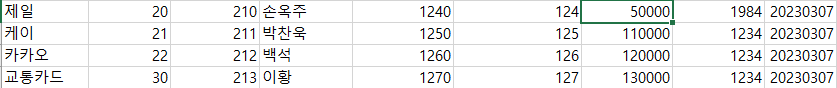 제일 20 210 손옥주 1240 124 50000 1984 20230307
케이 21 211 박찬욱 1250 125 110000 1234 20230307
카카오 22 212 백석 1260 126 120000 1234 20230307
교통카드 30 213 이황 1270 127 130000 1234 20230307